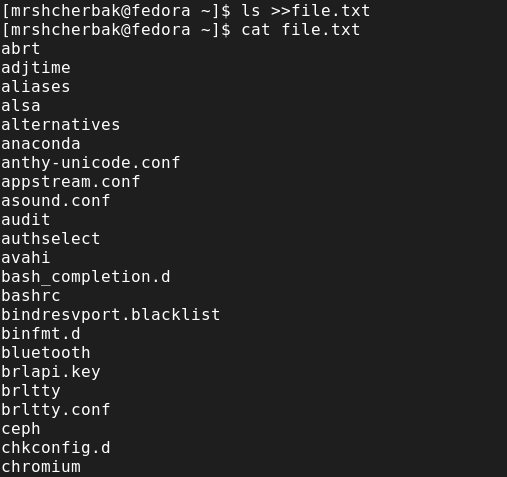 [mrshcherbak@fedora ~]$ ls >>file.txt
[mrshcherbak@fedora ~]$ cat file.txt
abrt
adjtime
aliases
alsa
alternatives
anaconda
anthy-unicode.conf
appstream.conf
asound.conf
audit
authselect
avahi
bash_completion.d
bashrc
bindresvport.blacklist
binfmt.d
bluetooth
brlapi.key
brltty
brltty.conf
ceph
chkconfig.d
chromium